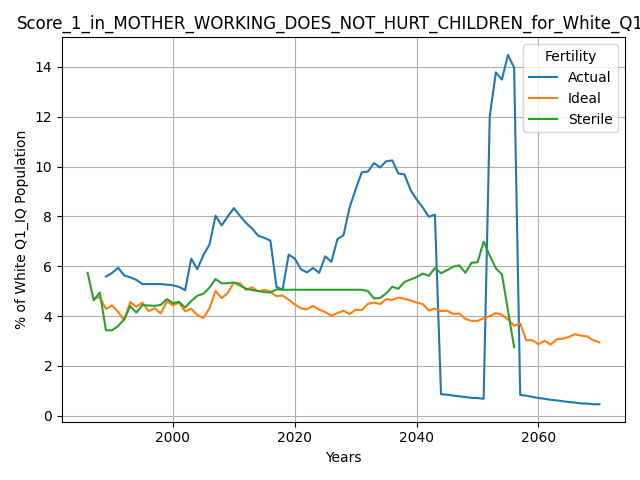 Score_1_in_MOTHER_WORKING_DOES_NOT_HURT_CHILDREN_for_White_Q1
Fertility
Actual
Ideal
Sterile
% of White Q1_IQ Population
14
12
10
8
6
4
2
0
2000 2020 2040 2060
Years